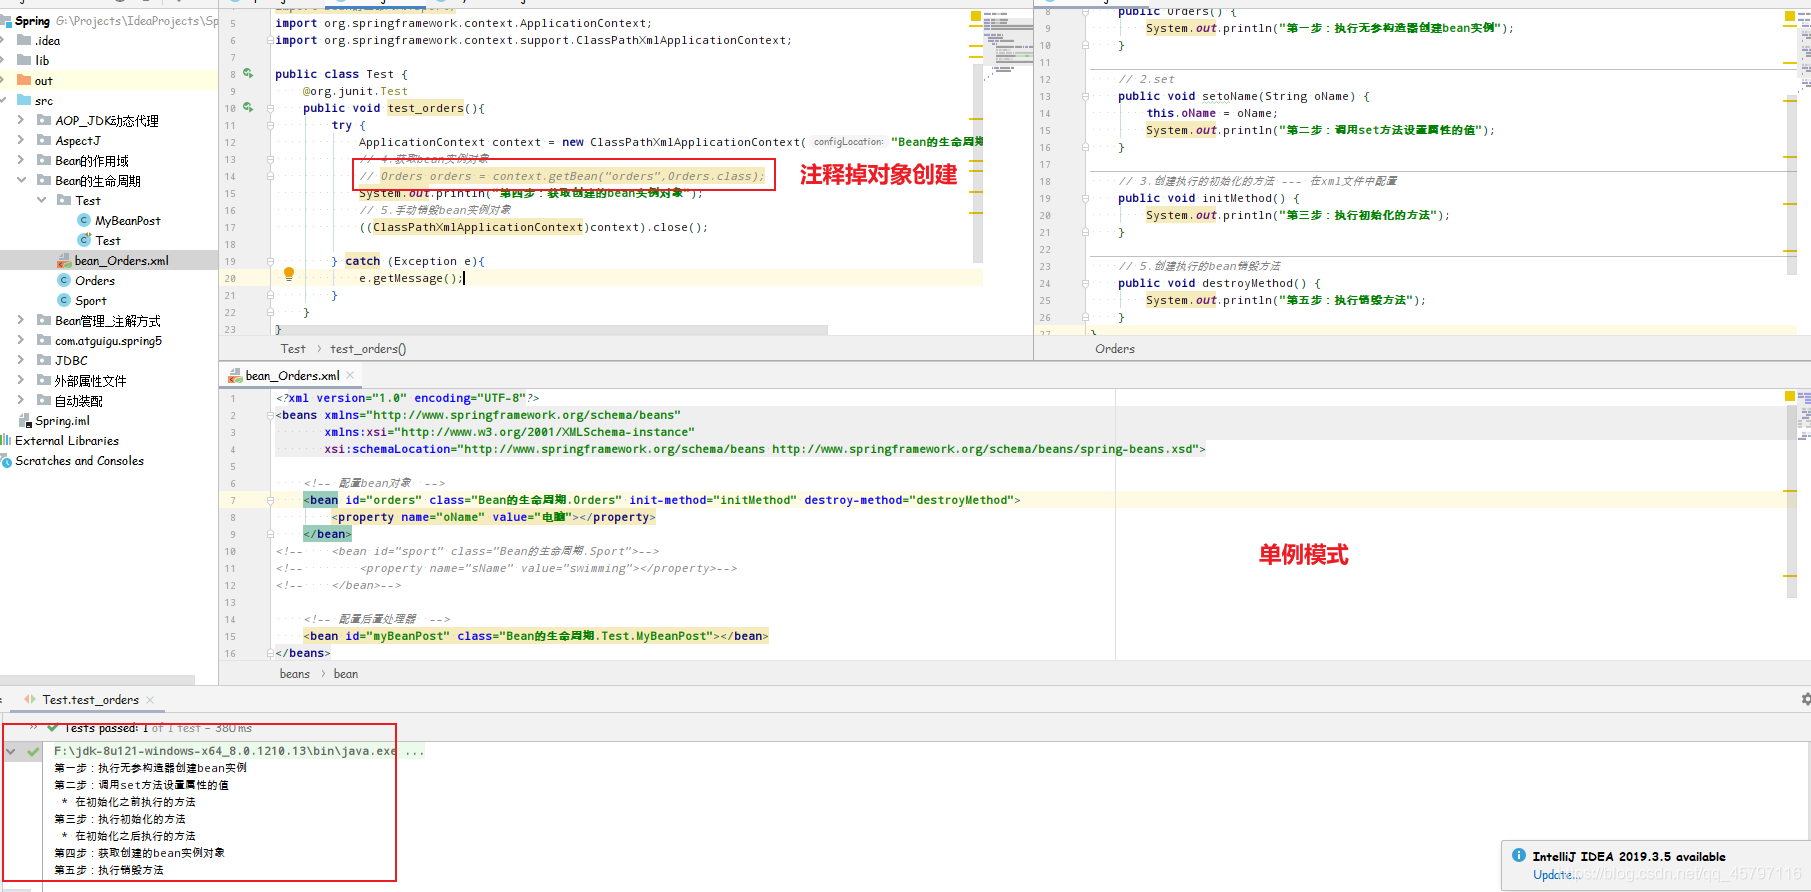 Spring G:\Projects\IdeaProjects\Sp
.idea
lib
out
src
AOP_JDK动态代理
AspectJ
Bean的作用域
Bean的生命周期
Test
MyBeanPost
Test
bean_Orders.xml
Orders
Sport
Bean管理_注解方式
com.atguigu.spring5
JDBC
外部属性文件
自动装配
Spring.iml
External Libraries
Scratches and Consoles
5 import org.springframework.context.ApplicationContext;
6 import org.springframework.context.support.ClassPathXmlApplicationContext;
7
8 public class Test {
9 @org.junit.Test
10 public void test_orders(){
11 try {
12 ApplicationContext context = new ClassPathXmlApplicationContext( configLocation: "Bean的生命周期
13 // 4.获取bean实例对象
14 // Orders orders = context.getBean("orders",Orders.class);
15 System.out.println("第四步：获取创建的bean实例对象");
16 // 5.手动销毁bean实例对象
17 ((ClassPathXmlApplicationContext)context).close();
18
19 } catch (Exception e){
20 e.getMessage();
21 }
22 }
23 }
注释掉对象创建
Test › test_orders()
8 public Orders() {
9 System.out.println("第一步：执行无参构造器创建bean实例");
10 }
11
12 // 2.set
13 public void setoName(String oName) {
14 this.oName = oName;
15 System.out.println("第二步：调用set方法设置属性的值");
16 }
17
18 // 3.创建执行的初始化的方法 --- 在xml文件中配置
19 public void initMethod() {
20 System.out.println("第三步：执行初始化的方法");
21 }
22
23 // 5.创建执行的bean销毁方法
24 public void destroyMethod() {
25 System.out.println("第五步：执行销毁方法");
26 }
27 }
Orders
bean_Orders.xml
1 <?xml version="1.0" encoding="UTF-8"?>
2 <beans xmlns="http://www.springframework.org/schema/beans"
3 xmlns:xsi="http://www.w3.org/2001/XMLSchema-instance"
4 xsi:schemaLocation="http://www.springframework.org/schema/beans http://www.springframework.org/schema/beans/spring-beans.xsd">
5
6 <!-- 配置bean对象 -->
7 <bean id="orders" class="Bean的生命周期.Orders" init-method="initMethod" destroy-method="destroyMethod">
8 <property name="oName" value="电脑"></property>
9 </bean>
10 <!-- <bean id="sport" class="Bean的生命周期.Sport">-->
11 <!-- <property name="sName" value="swimming"></property>-->
12 <!-- </bean>-->
13
14 <!-- 配置后置处理器 -->
15 <bean id="myBeanPost" class="Bean的生命周期.Test.MyBeanPost"></bean>
16 </beans>
单例模式
beans › bean
Test.test_orders
Tests passed: 1 of 1 test – 380 ms
F:\jdk-8u121-windows-x64_8.0.1210.13\bin\java.exe ...
第一步：执行无参构造器创建bean实例
第二步：调用set方法设置属性的值
* 在初始化之前执行的方法
第三步：执行初始化的方法
* 在初始化之后执行的方法
第四步：获取创建的bean实例对象
第五步：执行销毁方法
IntelliJ IDEA 2019.3.5 available
Update...
https://blog.csdn.net/qq_45797116